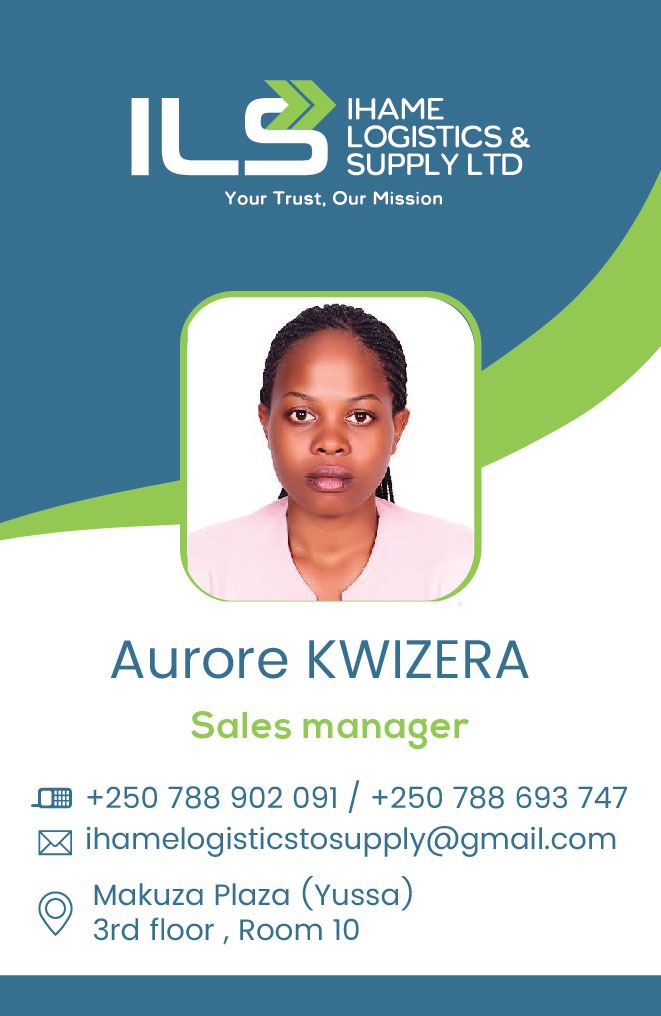 ILS
IHAME
LOGISTICS &
SUPPLY LTD
Your Trust, Our Mission
Aurore KWIZERA
Sales manager
+250 788 902 091 / +250 788 693 747
ihamelogisticstosupply@gmail.com
Makuza Plaza (Yussa)
3rd floor , Room 10